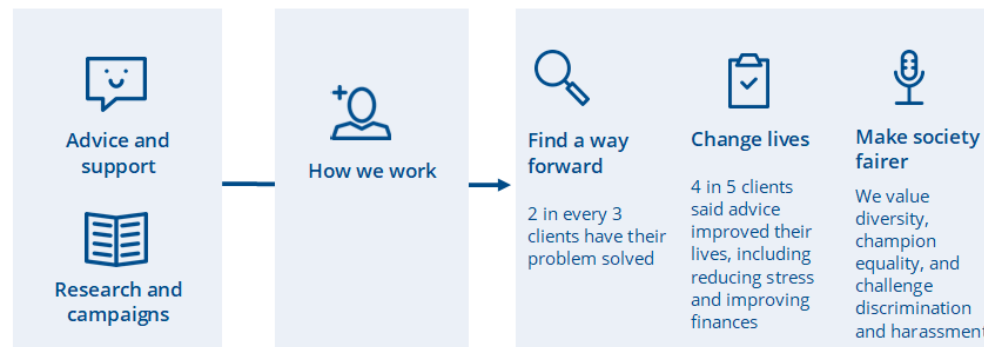 Advice and
support
Research and
campaigns
How we work
Find a way
forward
2 in every 3
clients have their
problem solved
Change lives
4 in 5 clients
said advice
improved their
lives, including
reducing stress
and improving
finances
Make society
fairer
We value
diversity,
champion
equality, and
challenge
discrimination
and harassment